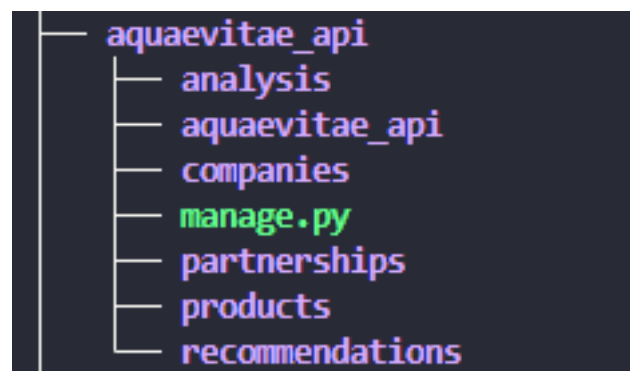 aquaevitae_api
analysis
aquaevitae_api
companies
manage.py
partnerships
products
recommendations